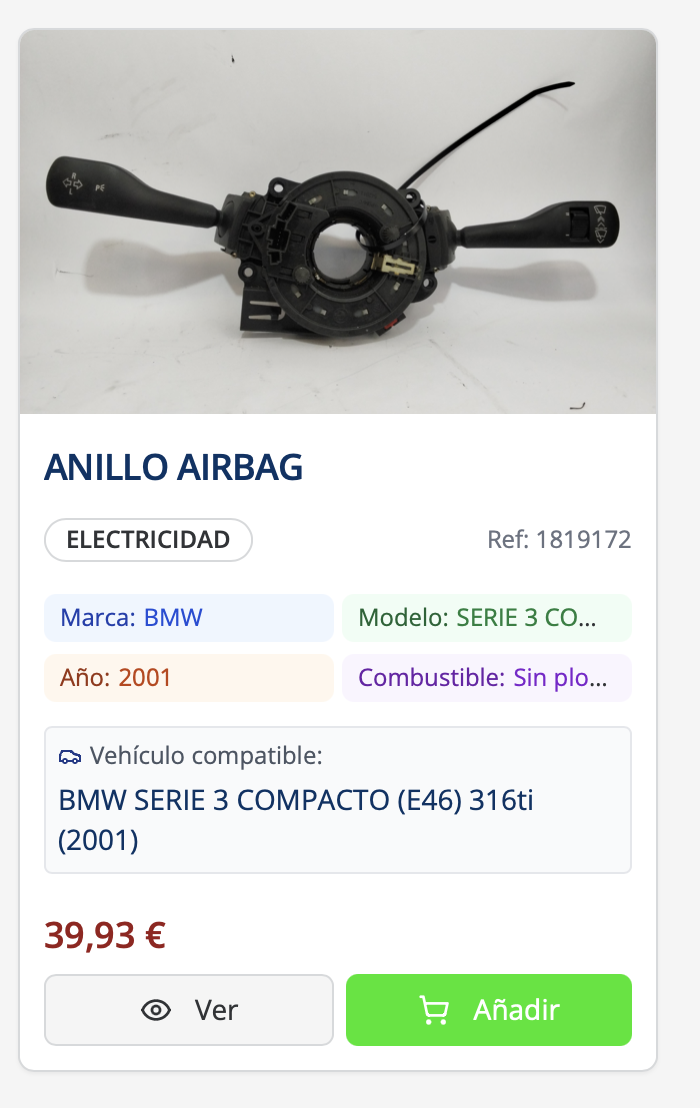 R
L
ANILLO AIRBAG
ELECTRICIDAD
Ref: 1819172
Marca: BMW
Modelo: SERIE 3 CO...
Año: 2001
Combustible: Sin plo...
Vehículo compatible:
BMW SERIE 3 COMPACTO (E46) 316ti
(2001)
39,93 €
Ver
Añadir